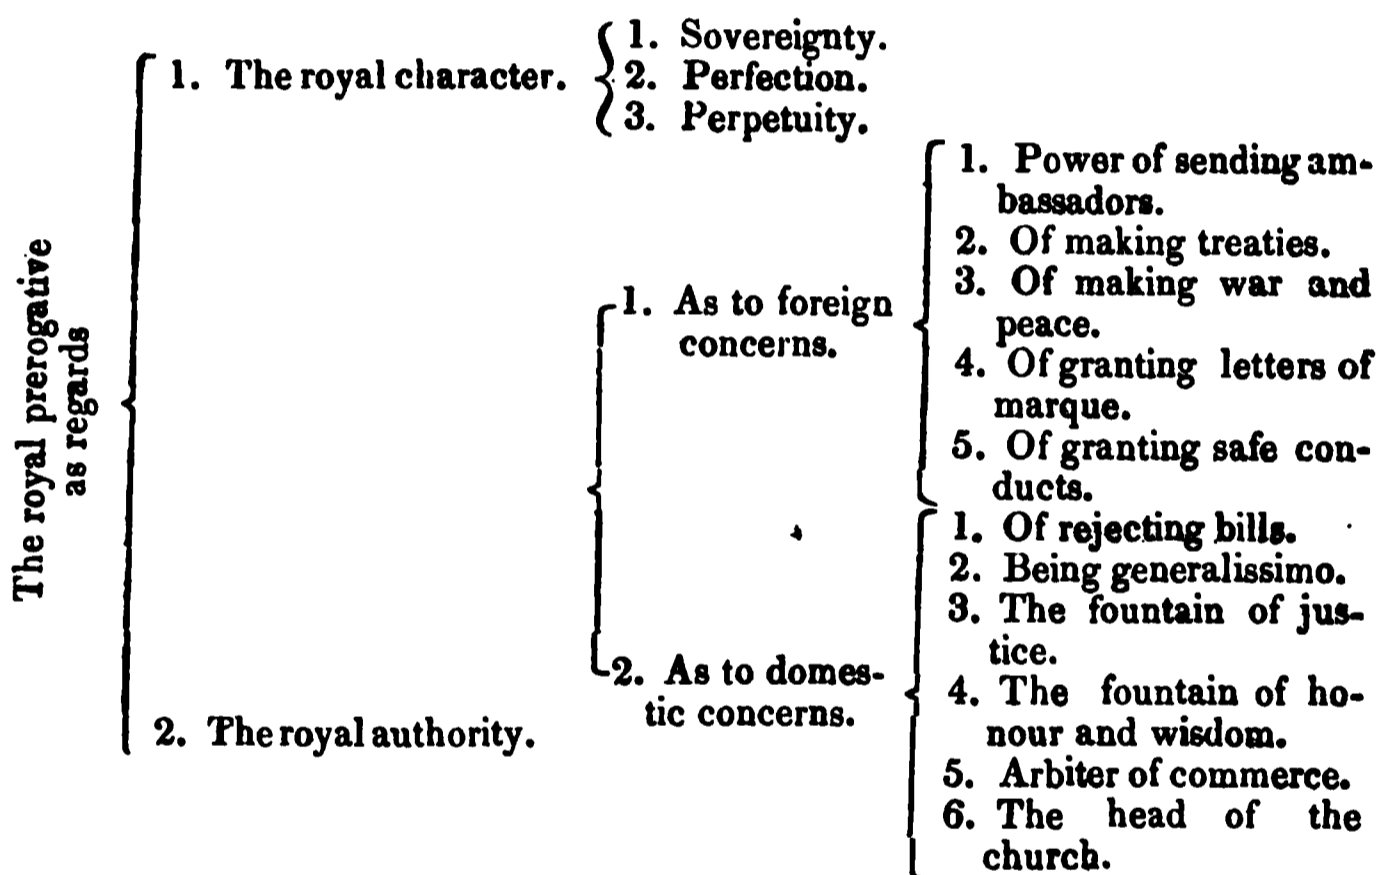 The royal prerogative
as regards
1. The royal character.
1. Sovereignty.
2. Perfection.
3. Perpetuity.
2. The royal authority.
1. As to foreign
concerns.
1. Power of sending am-
bassadors.
2. Of making treaties.
3. Of making war and
peace.
4. Of granting letters of
marque.
5. Of granting safe con-
ducts.
2. As to domes-
tic concerns.
1. Of rejecting bills.
2. Being generalissimo.
3. The fountain of jus-
tice.
4. The fountain of ho-
nour and wisdom.
5. Arbiter of commerce.
6. The head of the
church.